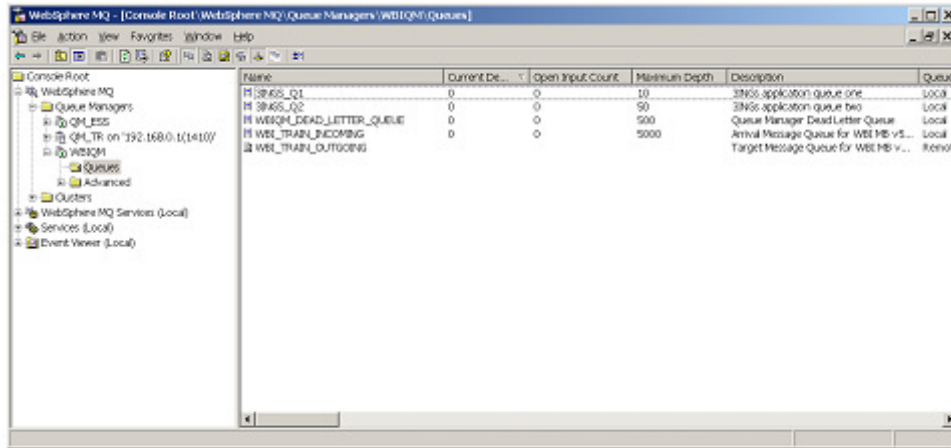 WebSphere MQ - [Console Root\WebSphere MQ\Queue Managers\WBIQM\Queues]
File Action View Favorites Window Help
Console Root
WebSphere MQ
Queue Managers
QM_ESS
QM_TR on '192.168.0.1(1410)'
WBIQM
Queues
Advanced
Clusters
WebSphere MQ Services (Local)
Services (Local)
Event Viewer (Local)
Name Current De... Open Input Count Maximum Depth Description Queue
3INGS_Q1 0 0 10 3INGs application queue one Local
3INGS_Q2 0 0 50 3INGs application queue two Local
WBIQM_DEAD_LETTER_QUEUE 0 0 500 Queue Manager Dead Letter Queue Local
WBI_TRAIN_INCOMING 0 0 5000 Arrival Message Queue for WBI MB v5... Local
WBI_TRAIN_OUTGOING Target Message Queue for WBI MB v... Remot